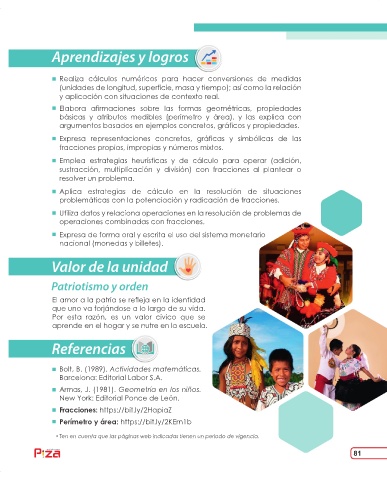 Aprendizajes y logros
Realiza cálculos numéricos para hacer conversiones de medidas
(unidades de longitud, superficie, masa y tiempo); así como la relación
y aplicación con situaciones de contexto real.
Elabora afirmaciones sobre las formas geométricas, propiedades
básicas y atributos medibles (perímetro y área), y las explica con
argumentos basados en ejemplos concretos, gráficos y propiedades.
Expresa representaciones concretas, gráficas y simbólicas de las
fracciones propias, impropias y números mixtos.
Emplea estrategias heurísticas y de cálculo para operar (adición,
sustracción, multiplicación y división) con fracciones al plantear o
resolver un problema.
Aplica estrategias de cálculo en la resolución de situaciones
problemáticas con la potenciación y radicación de fracciones.
Utiliza datos y relaciona operaciones en la resolución de problemas de
operaciones combinadas con fracciones.
Expresa de forma oral y escrita el uso del sistema monetario
nacional (monedas y billetes).
Valor de la unidad
Patriotismo y orden
El amor a la patria se refleja en la identidad
que uno va forjándose a lo largo de su vida.
Por esta razón, es un valor cívico que se
aprende en el hogar y se nutre en la escuela.
Referencias
Bolt, B. (1989). Actividades matemáticas.
Barcelona: Editorial Labor S.A.
Armas, J. (1981). Geometría en los niños.
New York: Editorial Ponce de León.
Fracciones: https://bit.ly/2HopiaZ
Perímetro y área: https://bit.ly/2KEm1b
*Ten en cuenta que las páginas web indicadas tienen un periodo de vigencia.
P:za
81